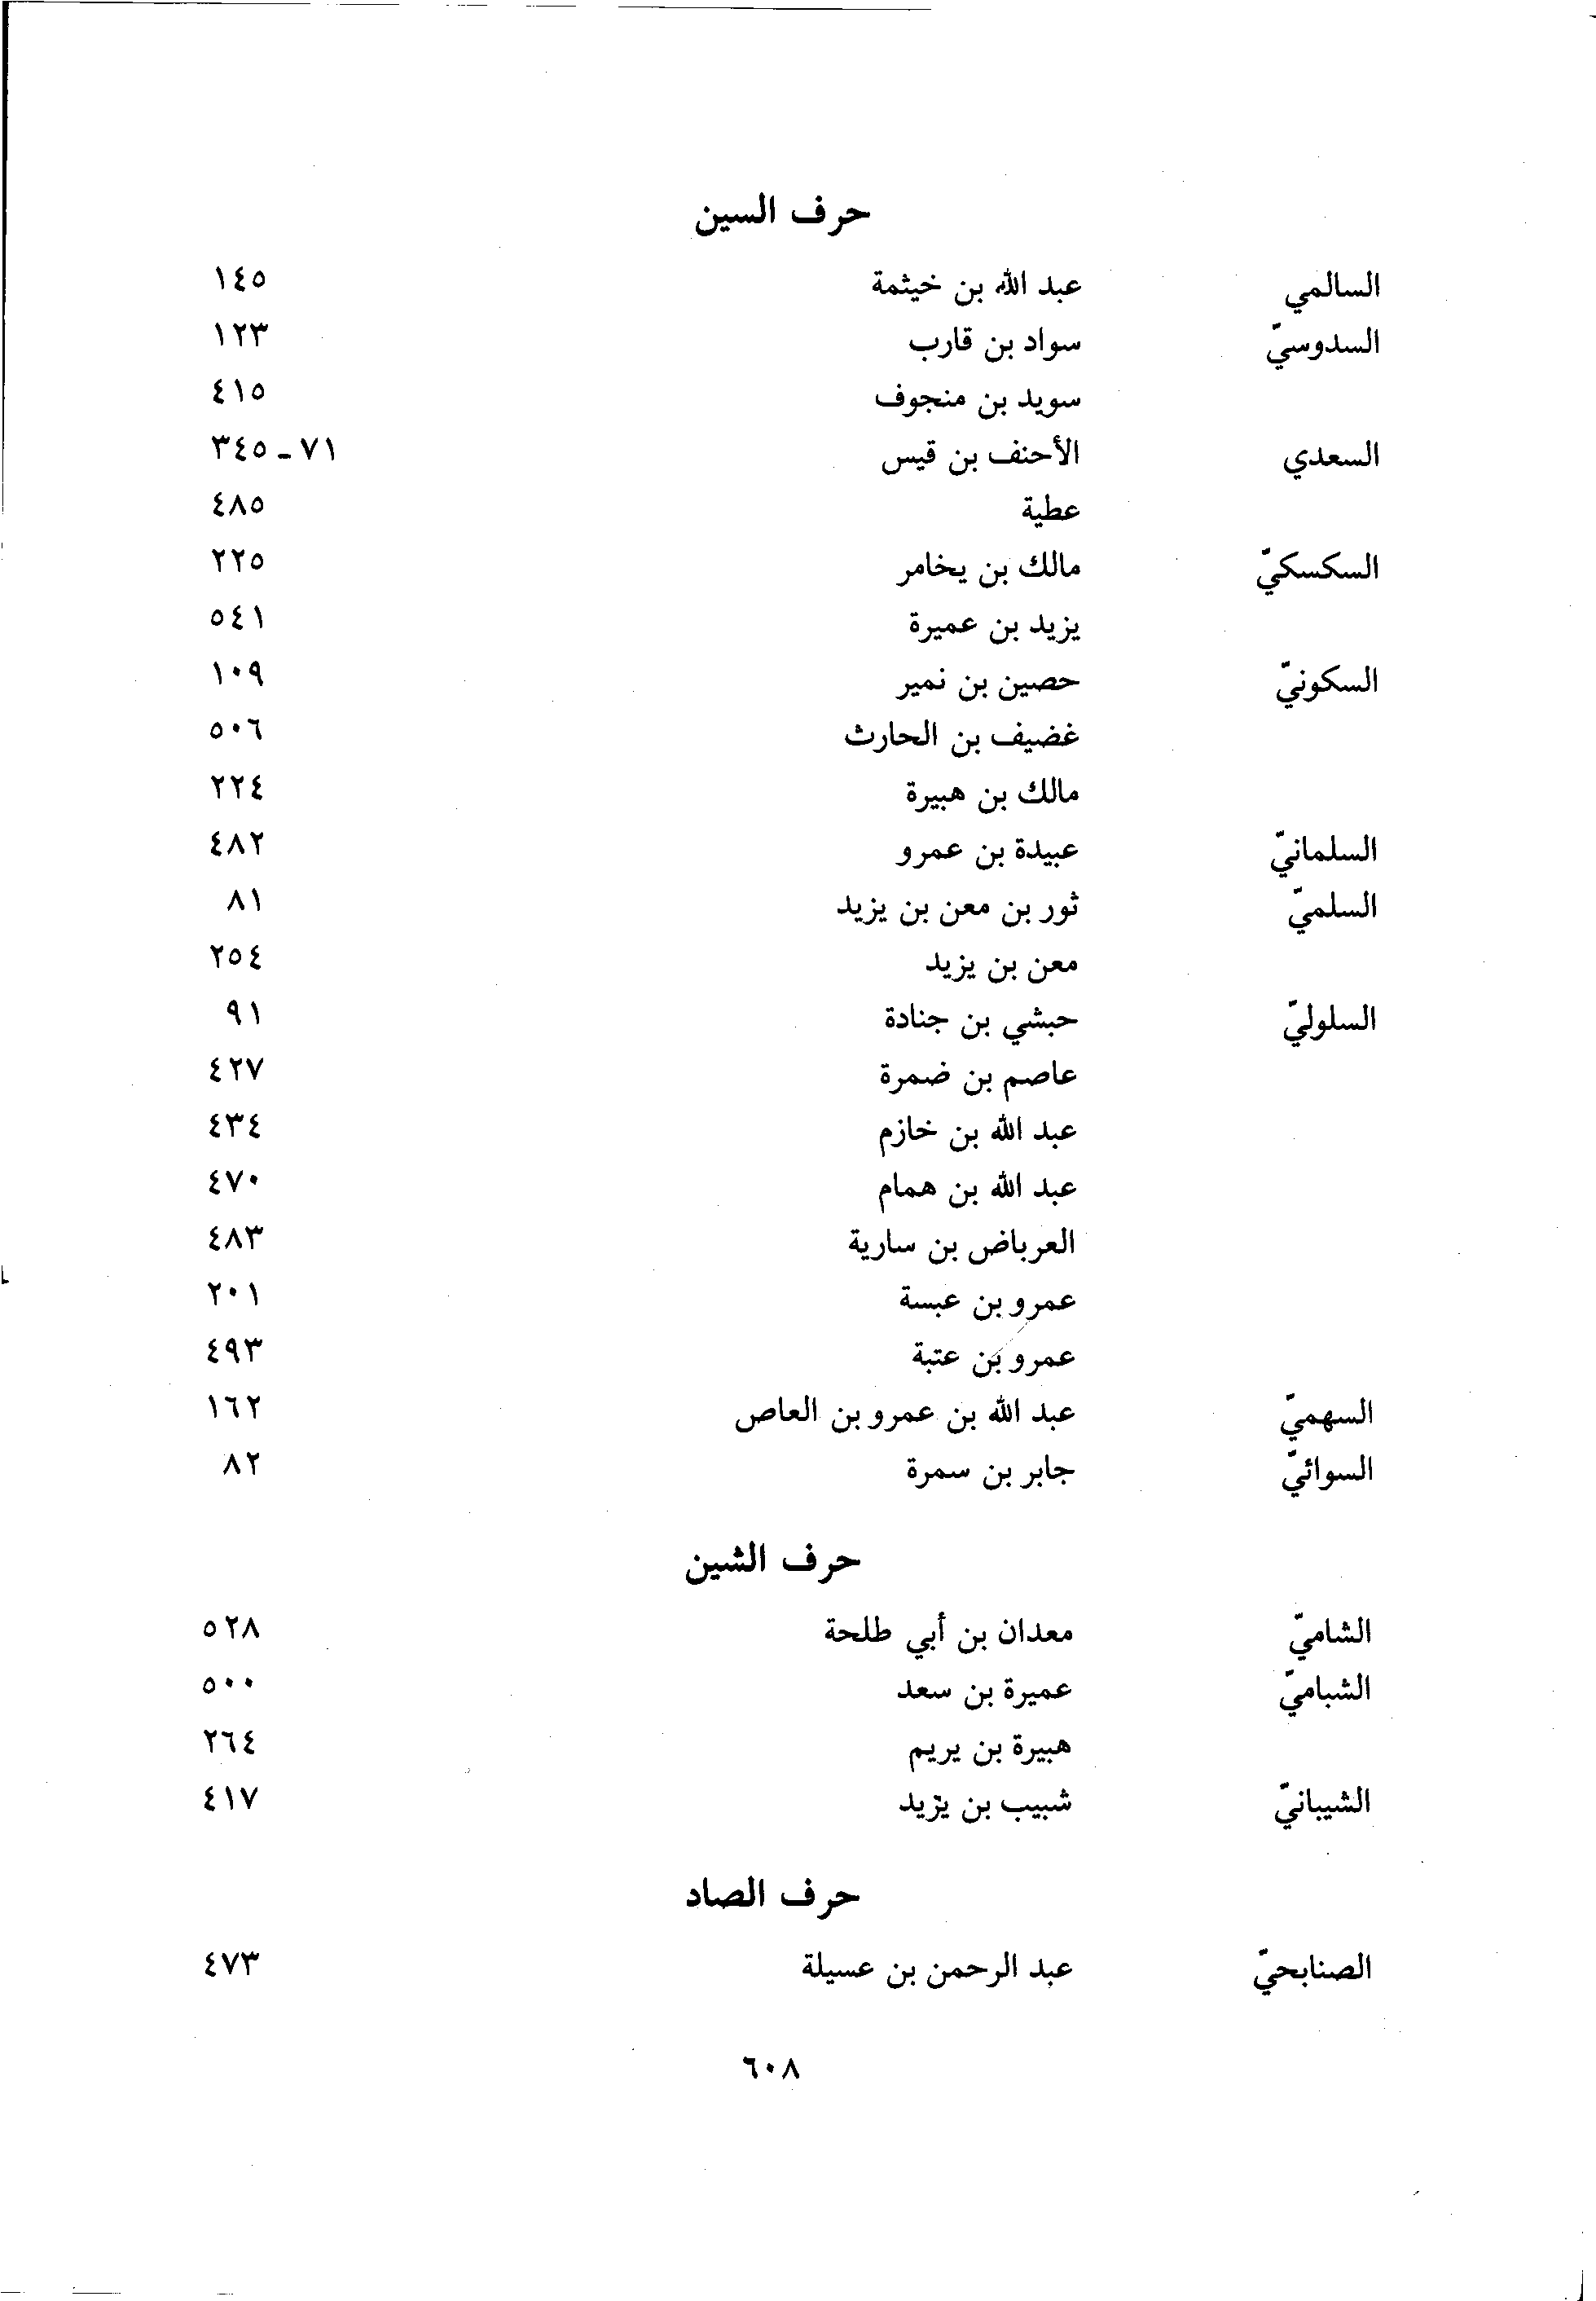 حرف السين
السالمي عبد الله بن خيثمة ١٤٥
السدوسيّ سواد بن قارب ١٢٣
سويد بن منجوف ٤١٥
السعدي الأحنف بن قيس ٧١ - ٣٤٥
عطية ٤٨٥
السكسكيّ مالك بن يخامر ٢٢٥
يزيد بن عميرة ٥٤١
السكونيّ حصين بن نمير ١٠٩
غضيف بن الحارث ٥٠٦
مالك بن هبيرة ٢٢٤
السلمانيّ عبيدة بن عمرو ٤٨٢
السلميّ ثور بن معن بن يزيد ٨١
معن بن يزيد ٢٥٤
السلوليّ حبشي بن جنادة ٩١
عاصم بن ضمرة ٤٢٧
عبد الله بن خازم ٤٣٤
عبد الله بن همام ٤٧٠
العرباض بن سارية ٤٨٣
عمرو بن عبسة ٢٠١
عمرو بن عتبة ٤٩٣
السهميّ عبد الله بن عمرو بن العاص ١٦٢
السوائيّ جابر بن سمرة ٨٢
حرف الشين
الشاميّ معدان بن أبي طلحة ٥٢٨
الشباميّ عميرة بن سعد ٥٠٠
هبيرة بن يريم ٢٦٤
الشيبانيّ شبيب بن يزيد ٤١٧
حرف الصاد
الصنابحيّ عبد الرحمن بن عسيلة ٤٧٣
٦٠٨